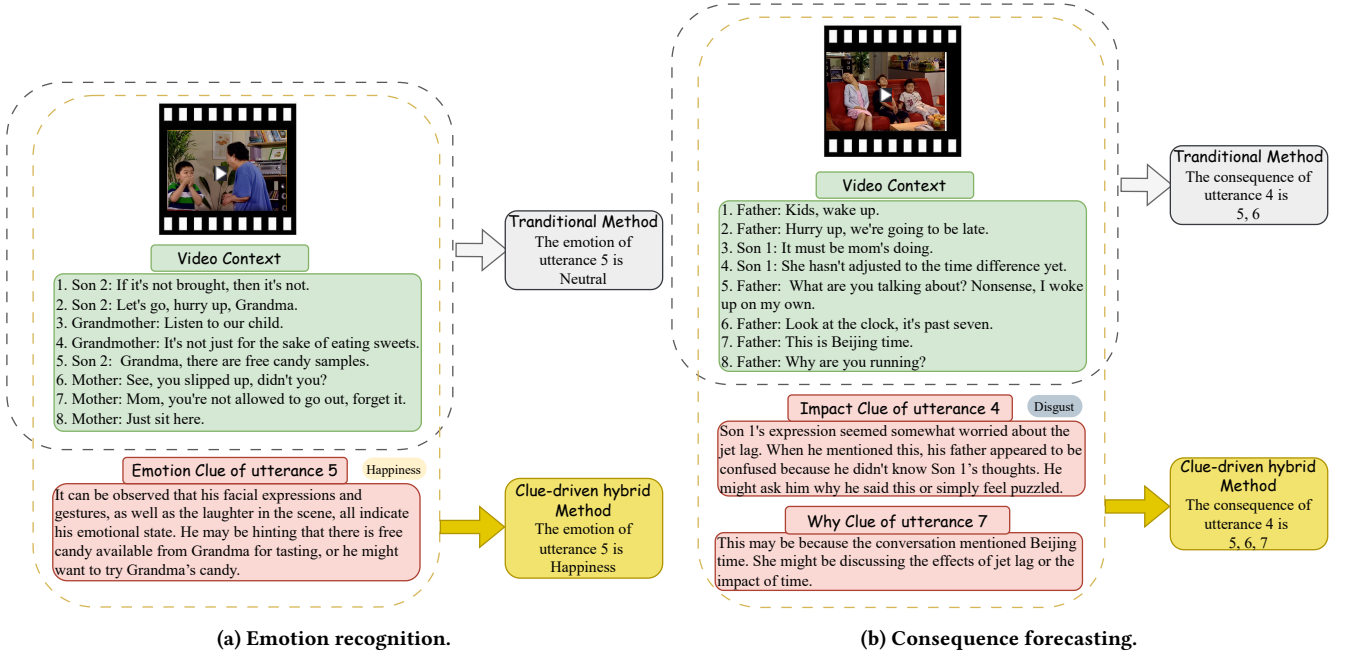 Video Context
1. Son 2: If it's not brought, then it's not.
2. Son 2: Let's go, hurry up, Grandma.
3. Grandmother: Listen to our child.
4. Grandmother: It's not just for the sake of eating sweets.
5. Son 2: Grandma, there are free candy samples.
6. Mother: See, you slipped up, didn't you?
7. Mother: Mom, you're not allowed to go out, forget it.
8. Mother: Just sit here.
Emotion Clue of utterance 5
Happiness
It can be observed that his facial expressions and
gestures, as well as the laughter in the scene, all indicate
his emotional state. He may be hinting that there is free
candy available from Grandma for tasting, or he might
want to try Grandma's candy.
Tranditional Method
The emotion of
utterance 5 is
Neutral
Clue-driven hybrid
Method
The emotion of
utterance 5 is
Happiness
(a) Emotion recognition.
Video Context
1. Father: Kids, wake up.
2. Father: Hurry up, we're going to be late.
3. Son 1: It must be mom's doing.
4. Son 1: She hasn't adjusted to the time difference yet.
5. Father: What are you talking about? Nonsense, I woke
up on my own.
6. Father: Look at the clock, it's past seven.
7. Father: This is Beijing time.
8. Father: Why are you running?
Impact Clue of utterance 4
Disgust
Son 1's expression seemed somewhat worried about the
jet lag. When he mentioned this, his father appeared to be
confused because he didn't know Son 1's thoughts. He
might ask him why he said this or simply feel puzzled.
Why Clue of utterance 7
This may be because the conversation mentioned Beijing
time. She might be discussing the effects of jet lag or the
impact of time.
Tranditional Method
The consequence of
utterance 4 is
5, 6
Clue-driven hybrid
Method
The consequence of
utterance 4 is
5, 6, 7
(b) Consequence forecasting.